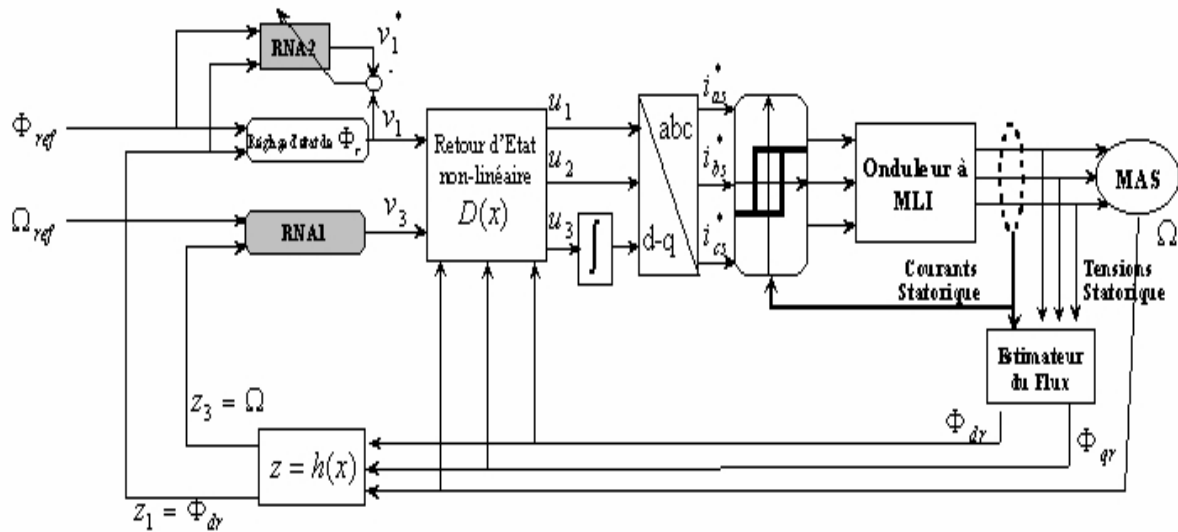 RNA2
v₁*
-
Φref
v₁
Φr
Ωref
RNA1
v₃
Retour d'Etat
non-linéaire
D(x)
u₁
u₂
u₃
∫
abc
d-q
i*as
i*bs
i*cs
Onduleur à
MLI
MAS
Ω
Courants
Statorique
Tensions
Statorique
Estimateur
du Flux
Φdr
Φqr
z₃ = Ω
z = h(x)
z₁ = Φdr